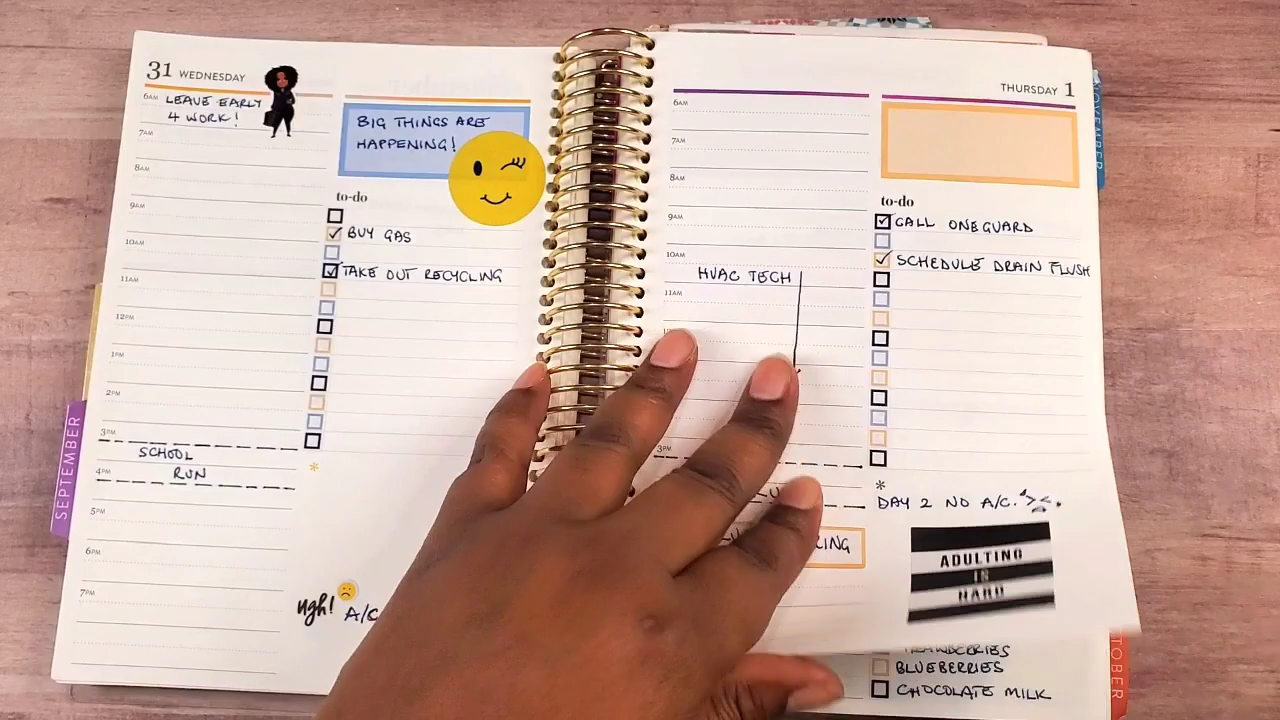 31 WEDNESDAY
6AM LEAVE EARLY
4 WORK!
7AM
8AM
9AM
10AM
11AM
12PM
1PM
2PM
3PM
SCHOOL
4PM RUN
5PM
6PM
7PM
BIG THINGS ARE
HAPPENING!
to-do
BUY GAS
TAKE OUT RECYCLING
*
ugh! A/C
SEPTEMBER
THURSDAY 1
6AM
7AM
8AM
9AM
10AM
HVAC TECH
11AM
3PM
to-do
CALL ONEGUARD
SCHEDULE DRAIN FLUSH
*
DAY 2 NO A/C.
ADULTING
IS
HARD
NOVEMBER
BLUEBERRIES
CHOCOLATE MILK